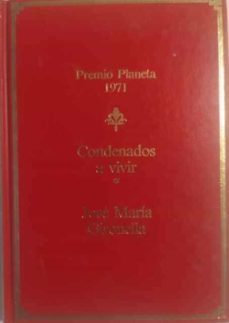 Premio Planeta
1971
Condenados
a vivir
José María
Gironella